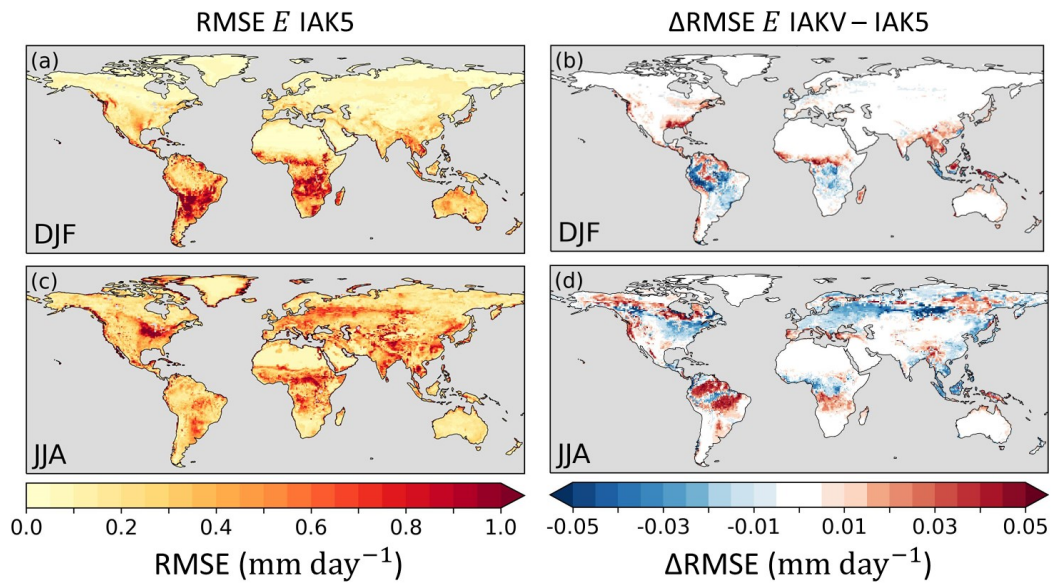 RMSE E IAK5
ΔRMSE E IAKV – IAK5
(a)
DJF
(b)
DJF
(c)
JJA
(d)
JJA
0.0 0.2 0.4 0.6 0.8 1.0
RMSE (mm day⁻¹)
-0.05 -0.03 -0.01 0.01 0.03 0.05
ΔRMSE (mm day⁻¹)